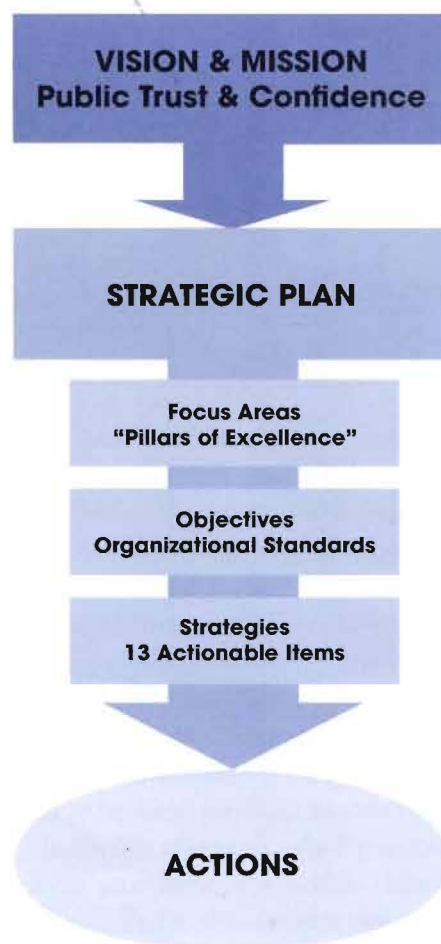 VISION & MISSION
Public Trust & Confidence
STRATEGIC PLAN
Focus Areas
“Pillars of Excellence”
Objectives
Organizational Standards
Strategies
13 Actionable Items
ACTIONS